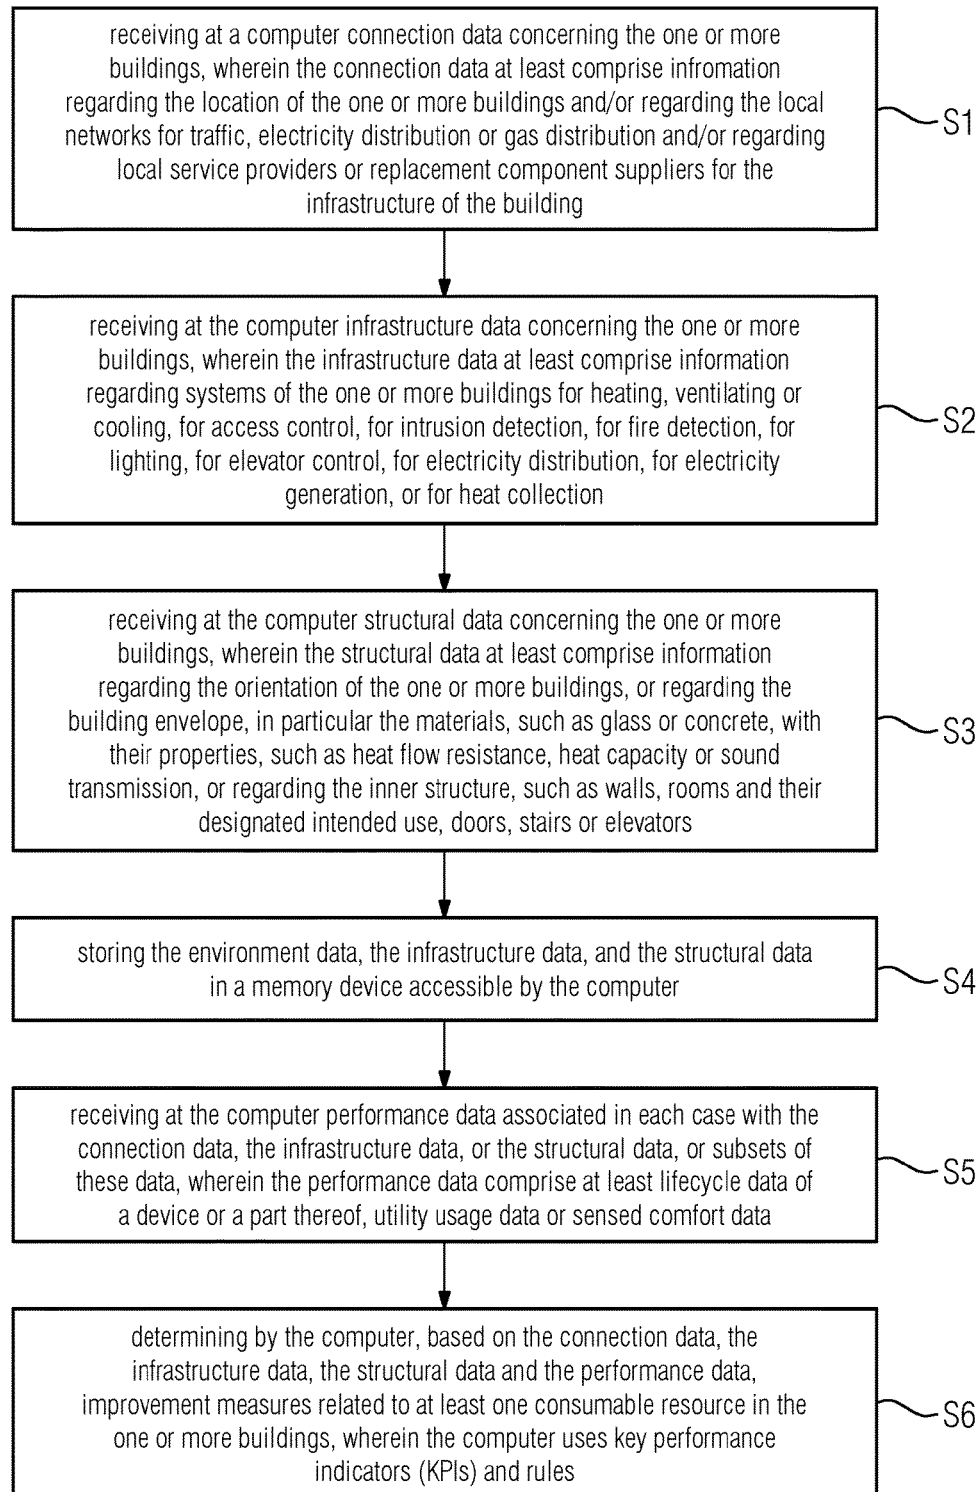 receiving at a computer connection data concerning the one or more
buildings, wherein the connection data at least comprise infromation
regarding the location of the one or more buildings and/or regarding the local
networks for traffic, electricity distribution or gas distribution and/or regarding
local service providers or replacement component suppliers for the
infrastructure of the building
S1
receiving at the computer infrastructure data concerning the one or more
buildings, wherein the infrastructure data at least comprise information
regarding systems of the one or more buildings for heating, ventilating or
cooling, for access control, for intrusion detection, for fire detection, for
lighting, for elevator control, for electricity distribution, for electricity
generation, or for heat collection
S2
receiving at the computer structural data concerning the one or more
buildings, wherein the structural data at least comprise information
regarding the orientation of the one or more buildings, or regarding the
building envelope, in particular the materials, such as glass or concrete, with
their properties, such as heat flow resistance, heat capacity or sound
transmission, or regarding the inner structure, such as walls, rooms and their
designated intended use, doors, stairs or elevators
S3
storing the environment data, the infrastructure data, and the structural data
in a memory device accessible by the computer
S4
receiving at the computer performance data associated in each case with the
connection data, the infrastructure data, or the structural data, or subsets of
these data, wherein the performance data comprise at least lifecycle data of
a device or a part thereof, utility usage data or sensed comfort data
S5
determining by the computer, based on the connection data, the
infrastructure data, the structural data and the performance data,
improvement measures related to at least one consumable resource in the
one or more buildings, wherein the computer uses key performance
indicators (KPIs) and rules
S6